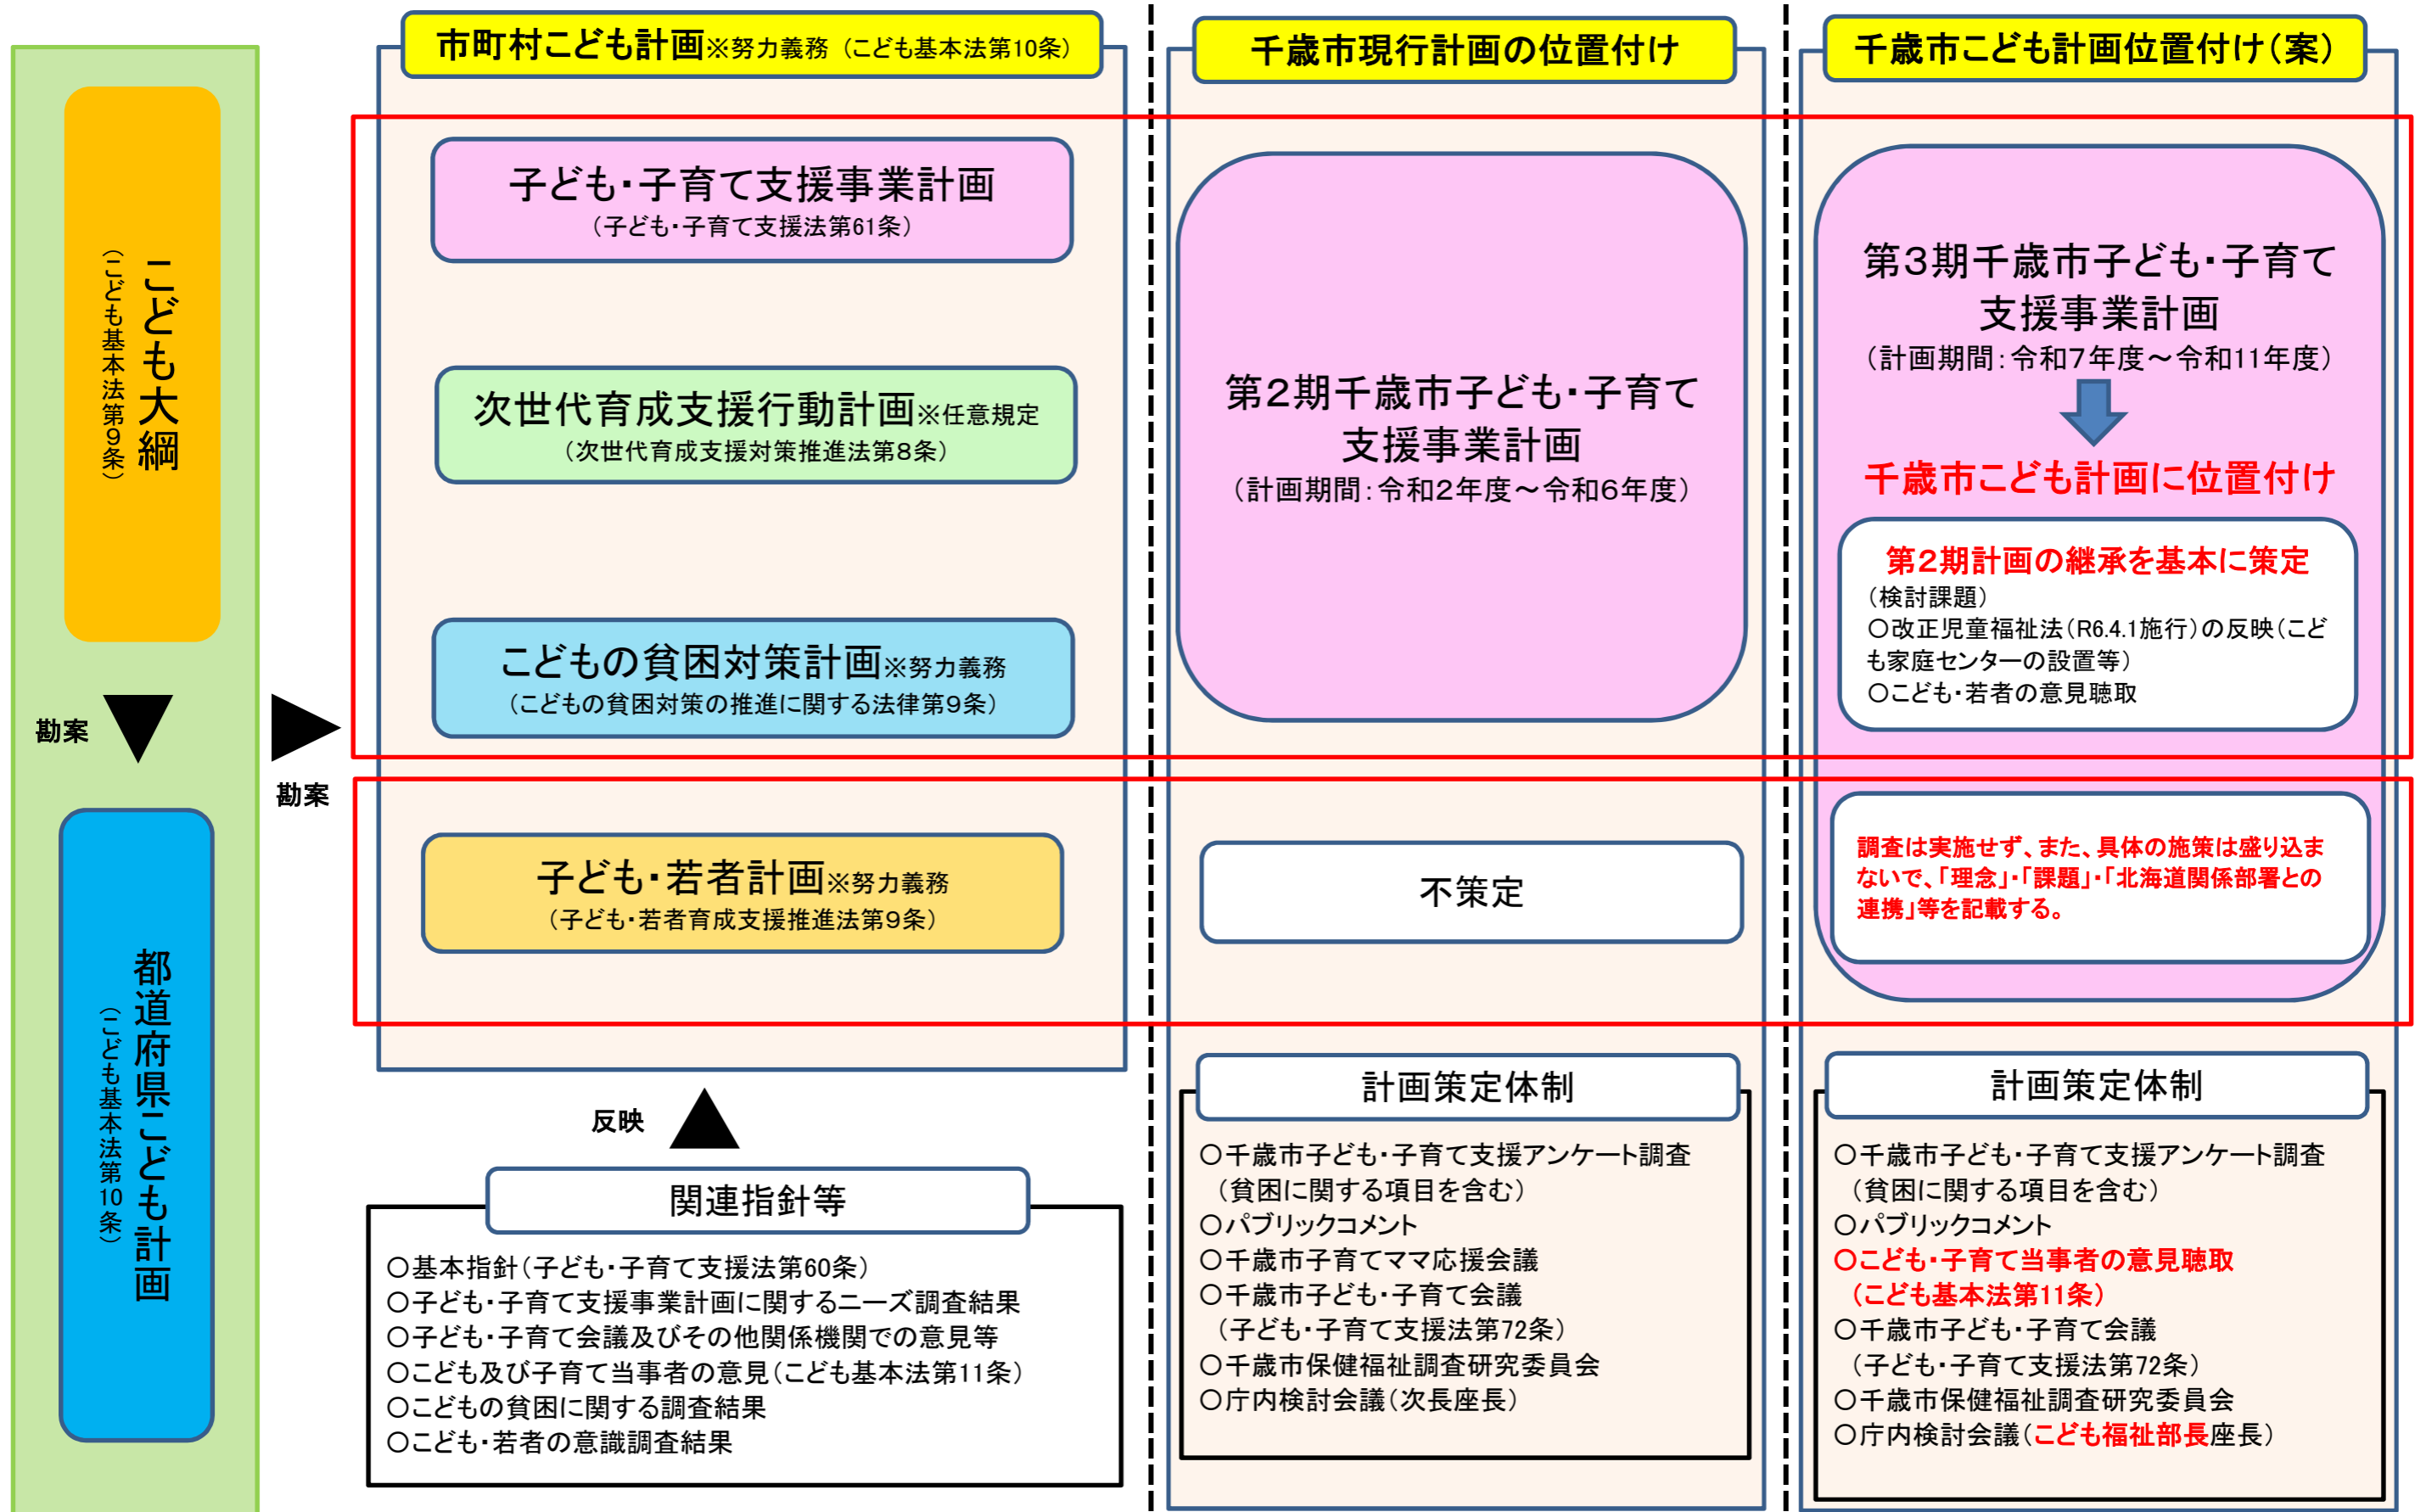 こども大綱
（こども基本法第９条）
勘案
都道府県こども計画
（こども基本法第10条）
勘案
市町村こども計画※努力義務（こども基本法第10条）
子ども・子育て支援事業計画
（子ども・子育て支援法第61条）
次世代育成支援行動計画※任意規定
（次世代育成支援対策推進法第８条）
こどもの貧困対策計画※努力義務
（こどもの貧困対策の推進に関する法律第９条）
子ども・若者計画※努力義務
（子ども・若者育成支援推進法第９条）
反映
関連指針等
○基本指針（子ども・子育て支援法第60条）
○子ども・子育て支援事業計画に関するニーズ調査結果
○子ども・子育て会議及びその他関係機関での意見等
○こども及び子育て当事者の意見（こども基本法第11条）
○こどもの貧困に関する調査結果
○こども・若者の意識調査結果
千歳市現行計画の位置付け
第２期千歳市子ども・子育て
支援事業計画
（計画期間：令和２年度～令和６年度）
不策定
計画策定体制
○千歳市子ども・子育て支援アンケート調査
（貧困に関する項目を含む）
○パブリックコメント
○千歳市子育てママ応援会議
○千歳市子ども・子育て会議
（子ども・子育て支援法第72条）
○千歳市保健福祉調査研究委員会
○庁内検討会議（次長座長）
千歳市こども計画位置付け（案）
第３期千歳市子ども・子育て
支援事業計画
（計画期間：令和７年度～令和11年度）
千歳市こども計画に位置付け
第２期計画の継承を基本に策定
（検討課題）
○改正児童福祉法（R6.4.1施行）の反映（こど
も家庭センターの設置等）
○こども・若者の意見聴取
調査は実施せず、また、具体の施策は盛り込ま
ないで、「理念」・「課題」・「北海道関係部署との
連携」等を記載する。
計画策定体制
○千歳市子ども・子育て支援アンケート調査
（貧困に関する項目を含む）
○パブリックコメント
○こども・子育て当事者の意見聴取
（こども基本法第11条）
○千歳市子ども・子育て会議
（子ども・子育て支援法第72条）
○千歳市保健福祉調査研究委員会
○庁内検討会議（こども福祉部長座長）